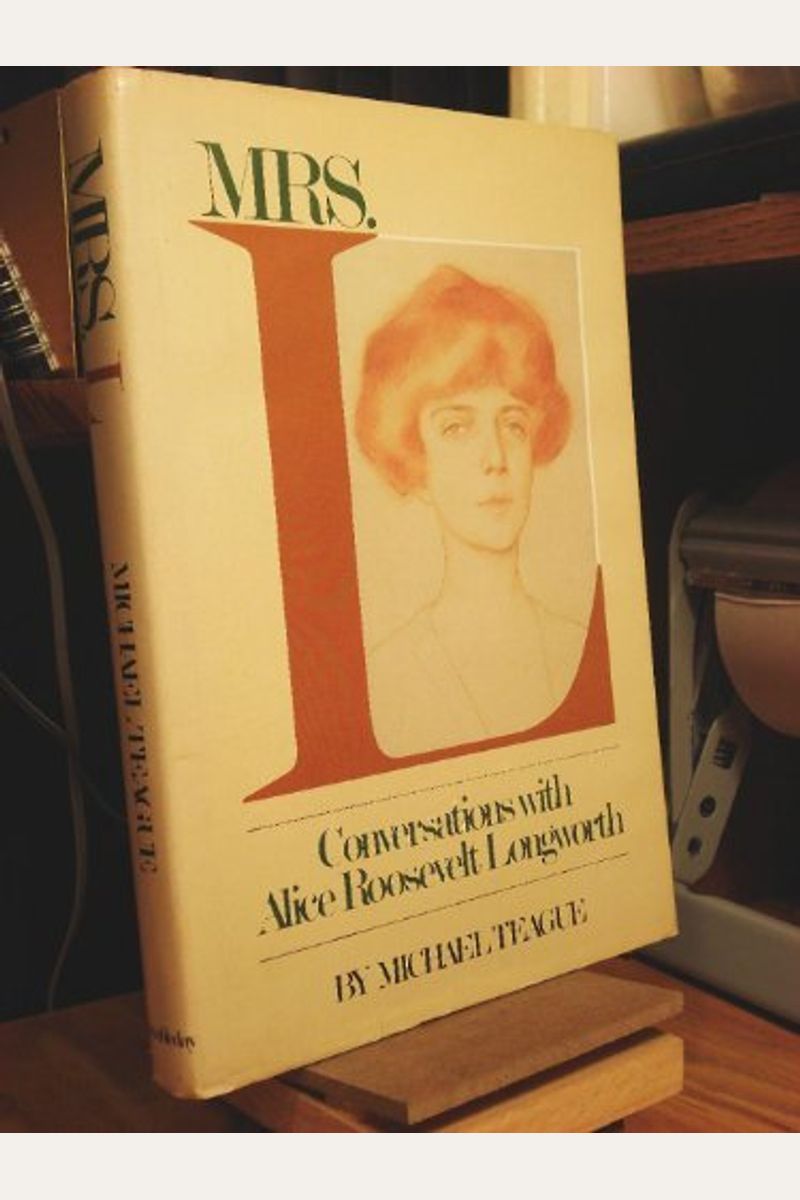 MRS.
L
Conversations with
Alice Roosevelt Longworth
BY MICHAEL TEAGUE
MRS. L
MICHAEL TEAGUE